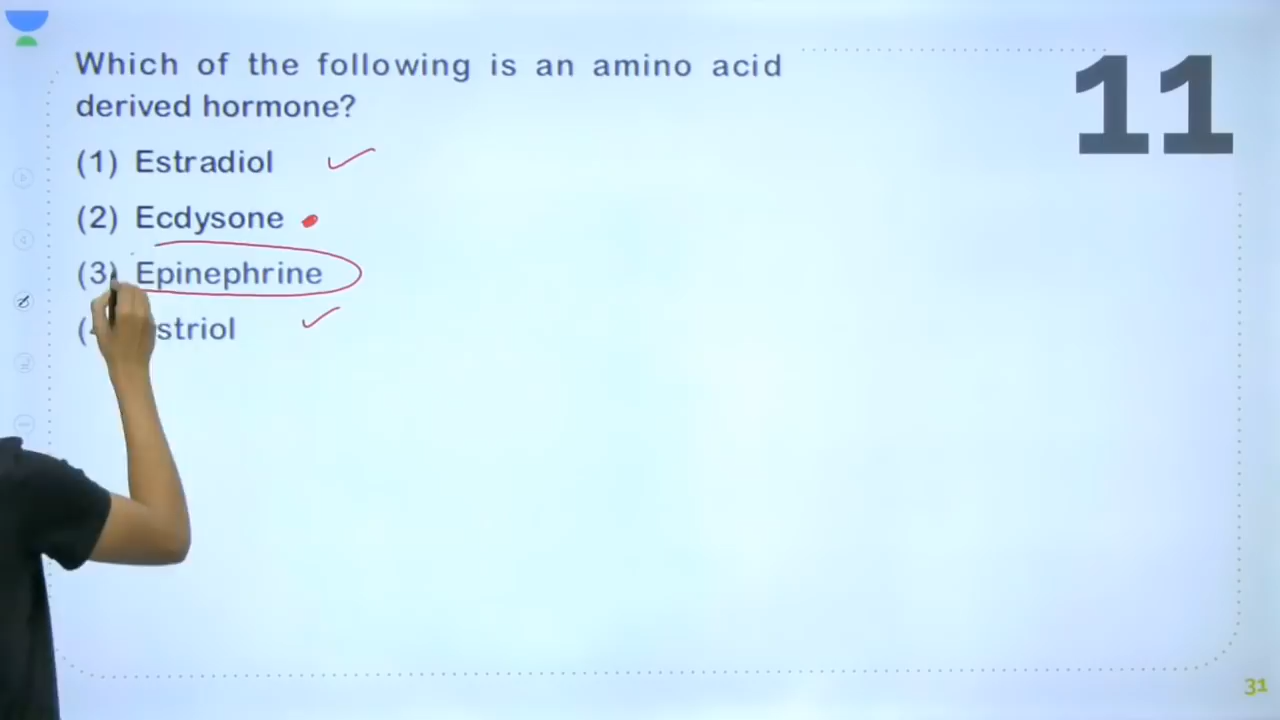 Which of the following is an amino acid
derived hormone?
11
(1) Estradiol
(2) Ecdysone
(3) Epinephrine
striol
31